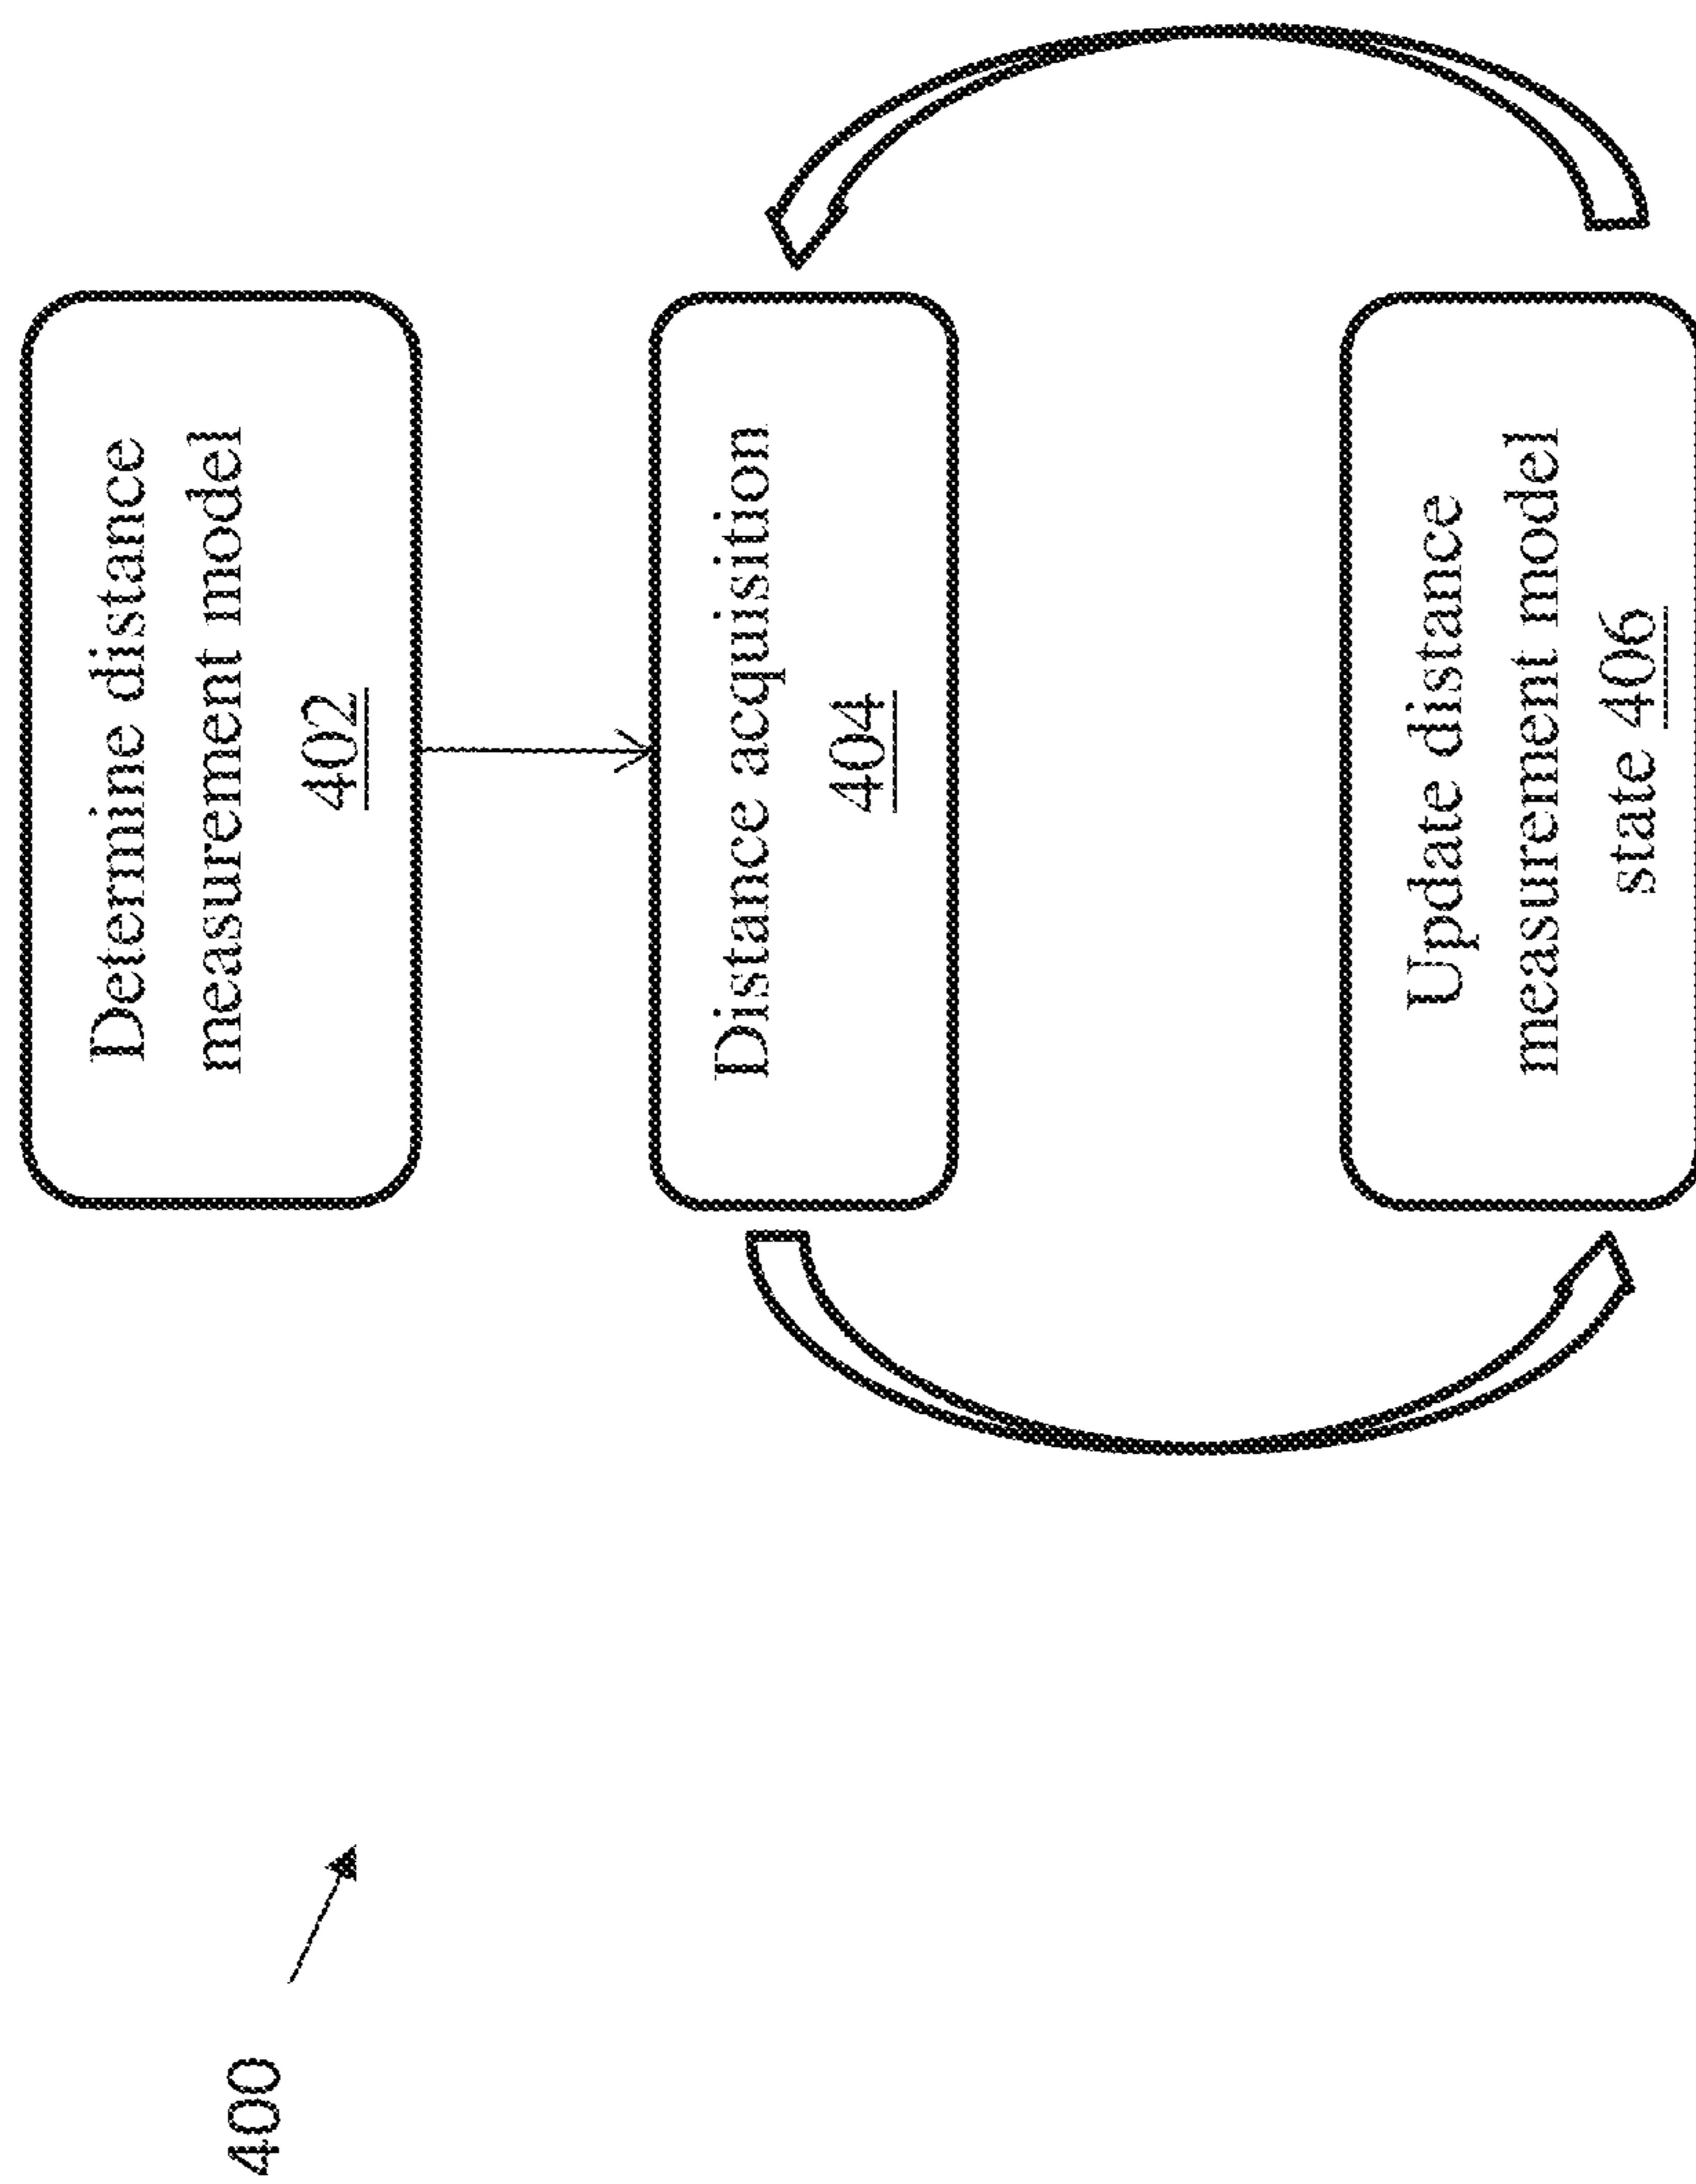 400
Determine distance
measurement model
402
Distance acquisition
404
Update distance
measurement model
state 406